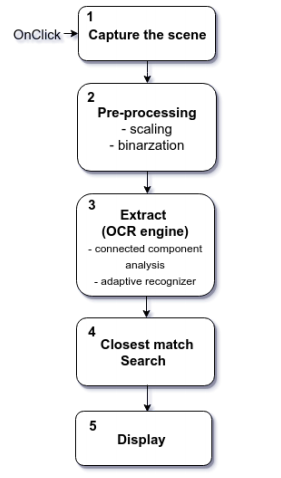 1
OnClick
Capture the scene
2
Pre-processing
- scaling
- binarzation
3
Extract
(OCR engine)
- connected component
analysis
- adaptive recognizer
4
Closest match
Search
5
Display